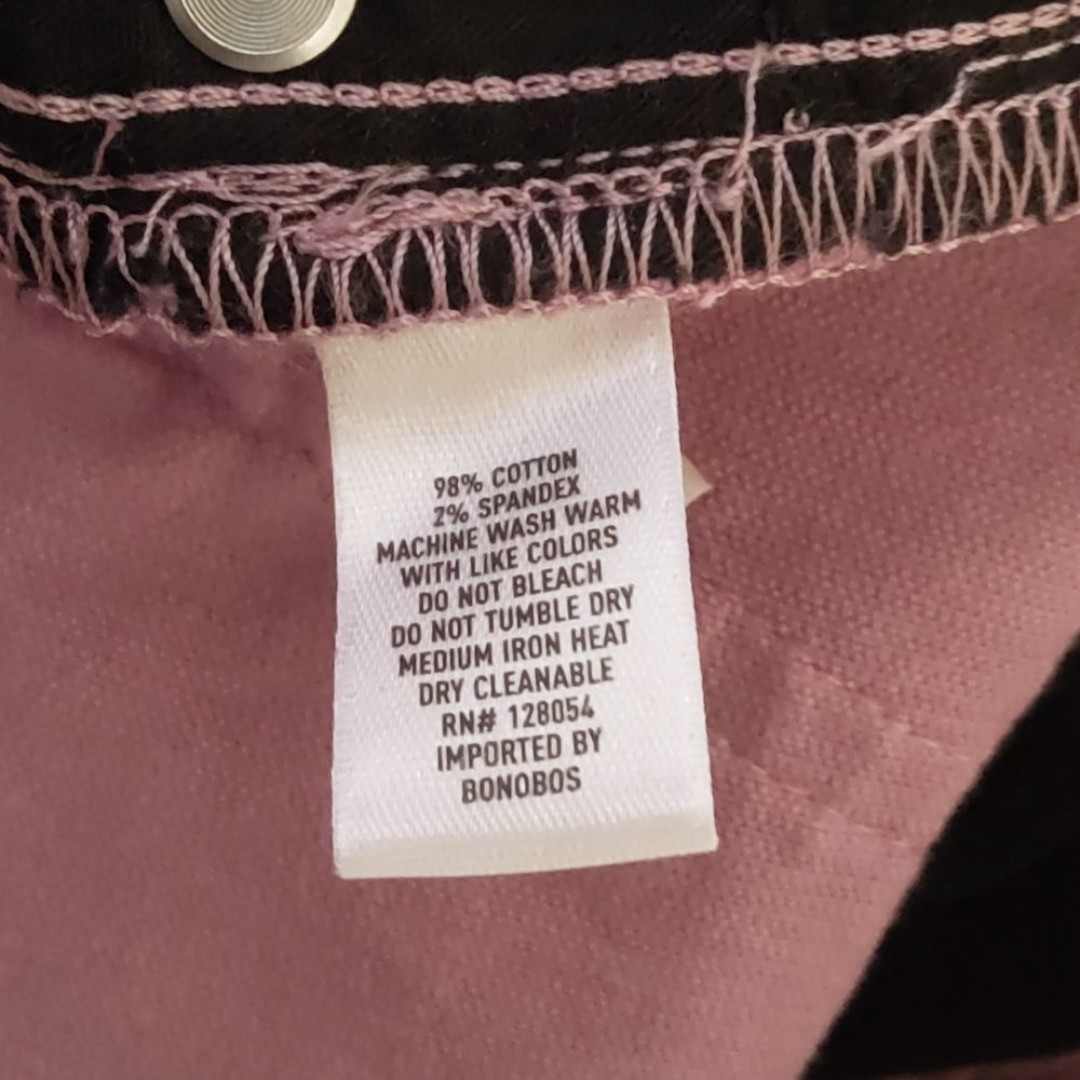 98% COTTON
2% SPANDEX
MACHINE WASH WARM
WITH LIKE COLORS
DO NOT BLEACH
DO NOT TUMBLE DRY
MEDIUM IRON HEAT
DRY CLEANABLE
RN# 128054
IMPORTED BY
BONOBOS